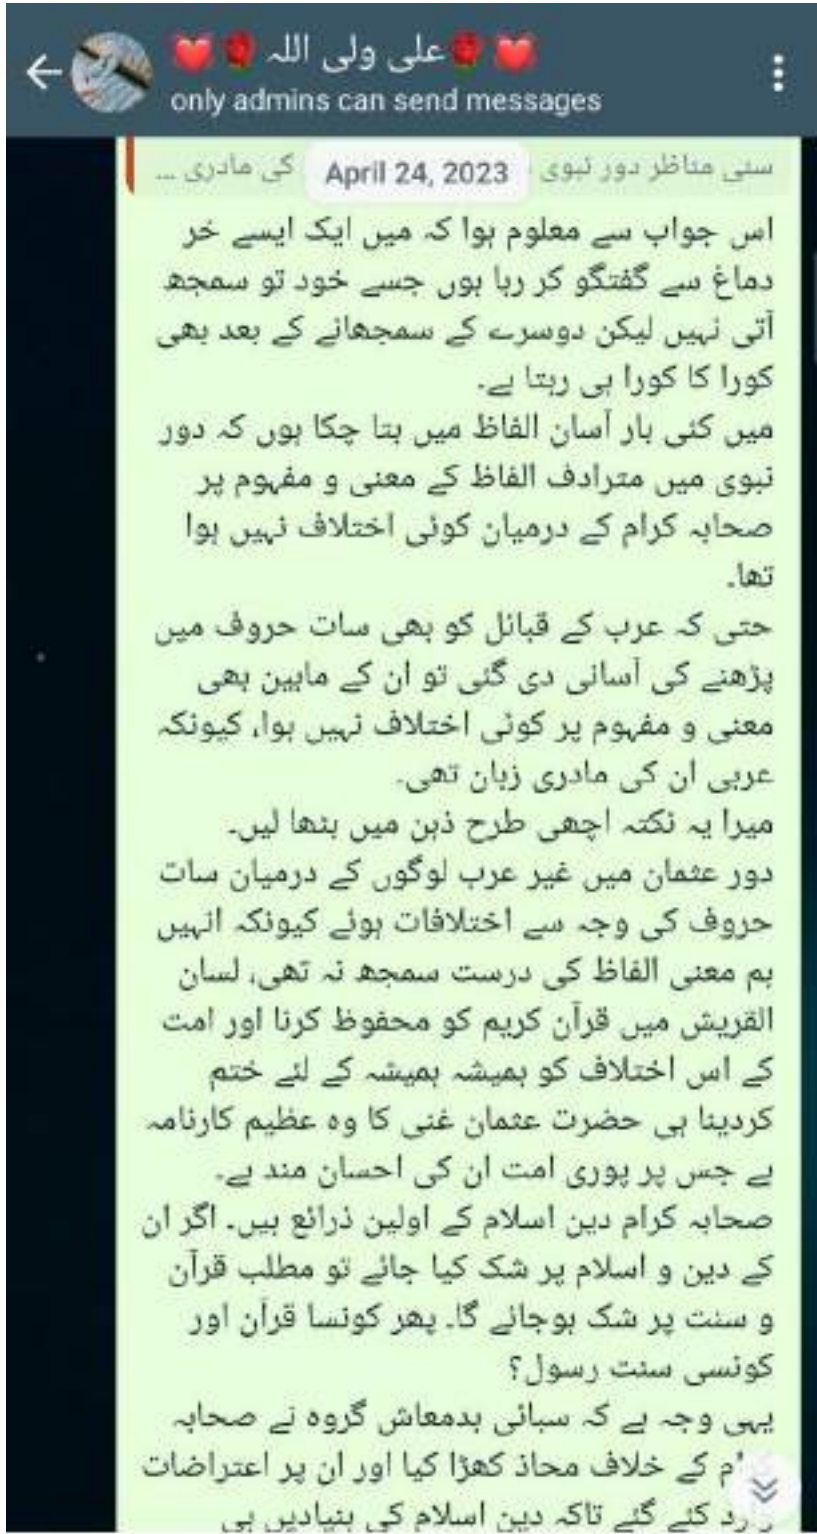 ❤️🌹علی ولی اللہ🌹❤️
only admins can send messages
سنی مناظر دور نبوی
کی مادری ...
April 24, 2023
اس جواب سے معلوم ہوا کہ میں ایک ایسے خر
دماغ سے گفتگو کر رہا ہوں جسے خود تو سمجھ
آتی نہیں لیکن دوسرے کے سمجھانے کے بعد بھی
کورا کا کورا ہی رہتا ہے۔
میں کئی بار آسان الفاظ میں بتا چکا ہوں کہ دور
نبوی میں مترادف الفاظ کے معنی و مفہوم پر
صحابہ کرام کے درمیان کوئی اختلاف نہیں ہوا
تھا۔
حتی کہ عرب کے قبائل کو بھی سات حروف میں
پڑھنے کی آسانی دی گئی تو ان کے مابین بھی
معنی و مفہوم پر کوئی اختلاف نہیں ہوا، کیونکہ
عربی ان کی مادری زبان تھی۔
میرا یہ نکتہ اچھی طرح ذہن میں بٹھا لیں۔
دور عثمان میں غیر عرب لوگوں کے درمیان سات
حروف کی وجہ سے اختلافات ہوئے کیونکہ انہیں
ہم معنی الفاظ کی درست سمجھ نہ تھی، لسان
القریش میں قرآن کریم کو محفوظ کرنا اور امت
کے اس اختلاف کو ہمیشہ ہمیشہ کے لئے ختم
کردینا ہی حضرت عثمان غنی کا وہ عظیم کارنامہ
ہے جس پر پوری امت ان کی احسان مند ہے۔
صحابہ کرام دین اسلام کے اولین ذرائع ہیں۔ اگر ان
کے دین و اسلام پر شک کیا جائے تو مطلب قرآن
و سنت پر شک ہوجائے گا۔ پھر کونسا قرآن اور
کونسی سنت رسول؟
یہی وجہ ہے کہ سبائی بدمعاش گروہ نے صحابہ
کے خلاف محاذ کھڑا کیا اور ان پر اعتراضات
کئے گئے تاکہ دین اسلام کی بنیادیں ہی